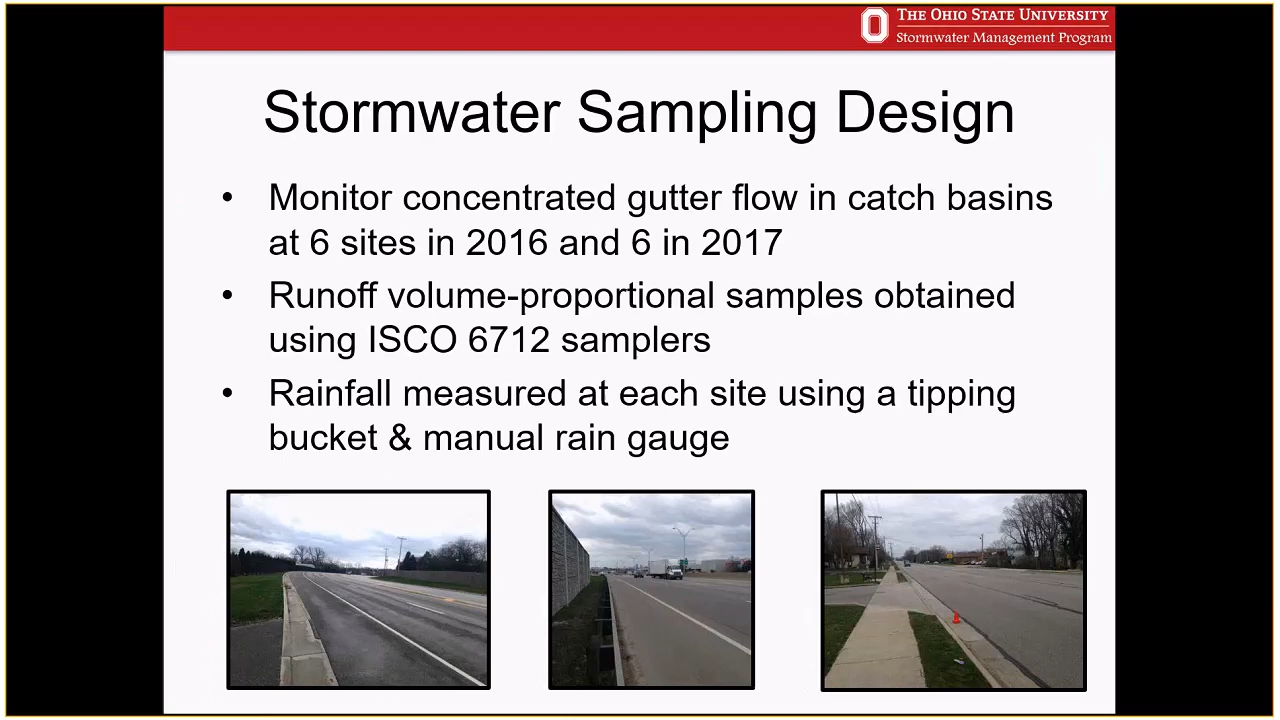 THE OHIO STATE UNIVERSITY
Stormwater Management Program
Stormwater Sampling Design
• Monitor concentrated gutter flow in catch basins
at 6 sites in 2016 and 6 in 2017
• Runoff volume-proportional samples obtained
using ISCO 6712 samplers
• Rainfall measured at each site using a tipping
bucket & manual rain gauge